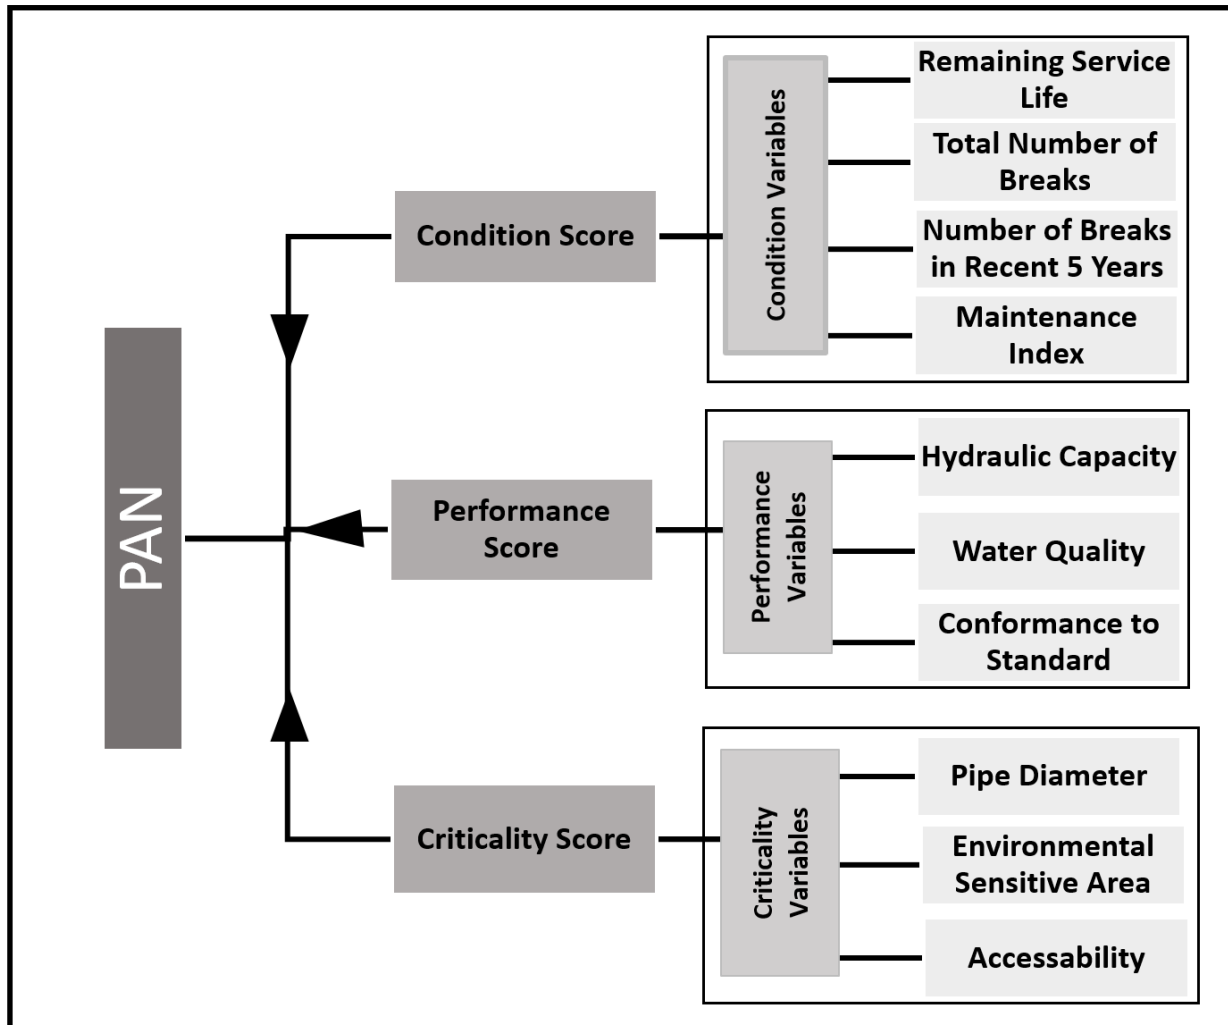 PAN
Condition Score
Condition Variables
Remaining Service
Life
Total Number of
Breaks
Number of Breaks
in Recent 5 Years
Maintenance
Index
Performance
Score
Performance
Variables
Hydraulic Capacity
Water Quality
Conformance to
Standard
Criticality Score
Criticality
Variables
Pipe Diameter
Environmental
Sensitive Area
Accessability